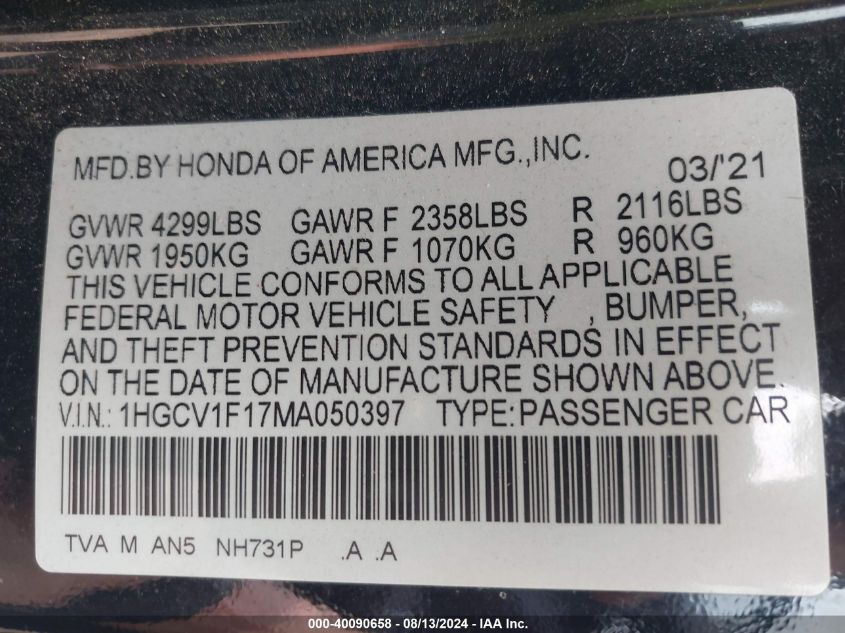 MFD.BY HONDA OF AMERICA MFG.,INC. 03/'21
GVWR 4299LBS GAWR F 2358LBS R 2116LBS
GVWR 1950KG GAWR F 1070KG R 960KG
THIS VEHICLE CONFORMS TO ALL APPLICABLE
FEDERAL MOTOR VEHICLE SAFETY , BUMPER,
AND THEFT PREVENTION STANDARDS IN EFFECT
ON THE DATE OF MANUFACTURE SHOWN ABOVE.
V.I.N.: 1HGCV1F17MA050397 TYPE:PASSENGER CAR
TVA M AN5 NH731P .A .A
000-40090658 - 08/13/2024 - IAA Inc.